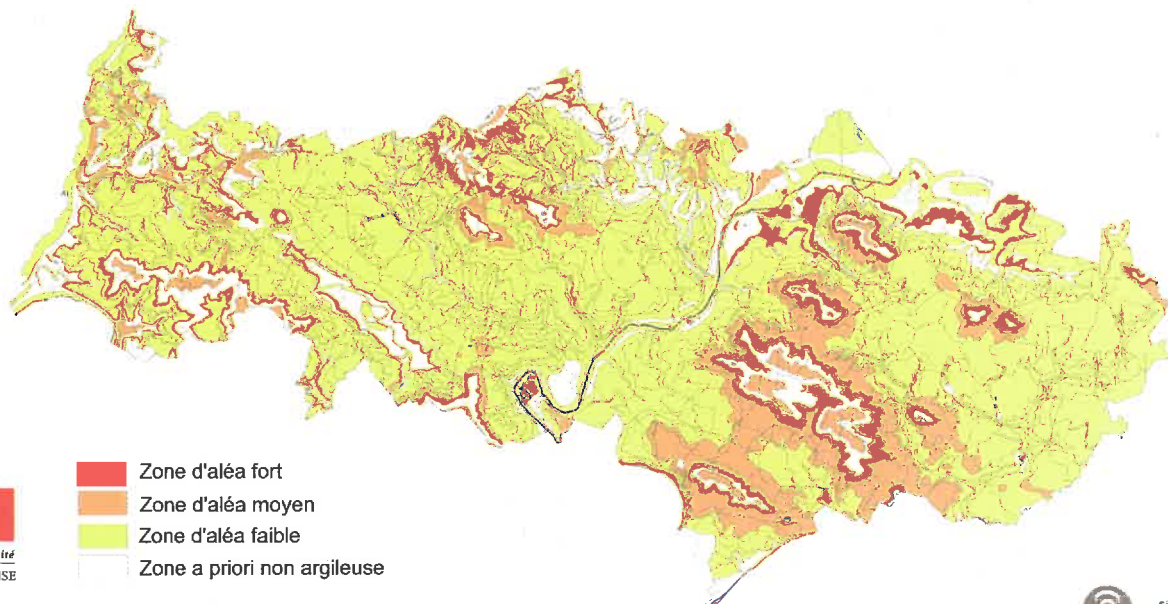 Zone d'aléa fort
Zone d'aléa moyen
Zone d'aléa faible
Zone a priori non argileuse